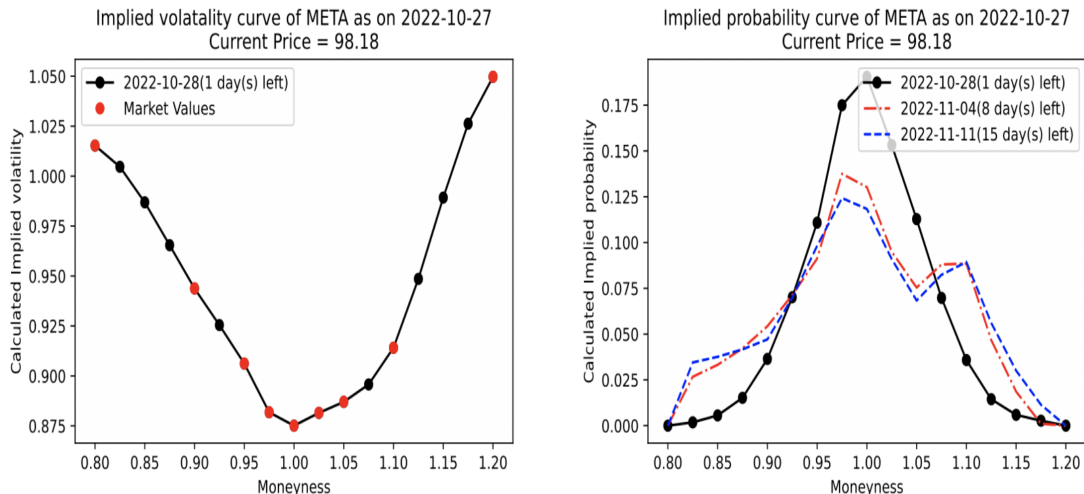 Implied volatality curve of META as on 2022-10-27
Current Price = 98.18
1.050
1.025
1.000
0.975
0.950
0.925
0.900
0.875
Calculated Implied volatility
2022-10-28(1 day(s) left)
Market Values
0.80 0.85 0.90 0.95 1.00 1.05 1.10 1.15 1.20
Moneyness
Implied probability curve of META as on 2022-10-27
Current Price = 98.18
0.175
0.150
0.125
0.100
0.075
0.050
0.025
0.000
Calculated Implied probability
2022-10-28(1 day(s) left)
2022-11-04(8 day(s) left)
2022-11-11(15 day(s) left)
0.80 0.85 0.90 0.95 1.00 1.05 1.10 1.15 1.20
Moneyness